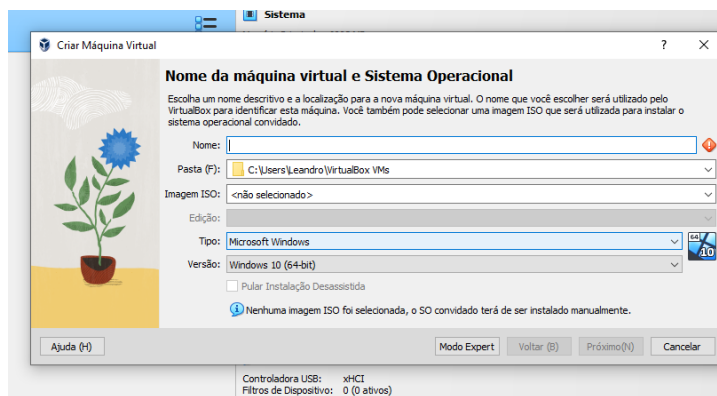 Sistema
Criar Máquina Virtual
?
Nome da máquina virtual e Sistema Operacional
Escolha um nome descritivo e a localização para a nova máquina virtual. O nome que você escolher será utilizado pelo
VirtualBox para identificar esta máquina. Você também pode selecionar uma imagem ISO que será utilizada para instalar o
sistema operacional convidado.
Nome:
Pasta (F): C:\Users\Leandro\VirtualBox VMs
Imagem ISO: <não selecionado>
Edição:
Tipo: Microsoft Windows
64
10
Versão: Windows 10 (64-bit)
Pular Instalação Desassistida
Nenhuma imagem ISO foi selecionada, o SO convidado terá de ser instalado manualmente.
Ajuda (H) Modo Expert Voltar (B) Próximo(N) Cancelar
Controladora USB: xHCI
Filtros de Dispositivo: 0 (0 ativos)